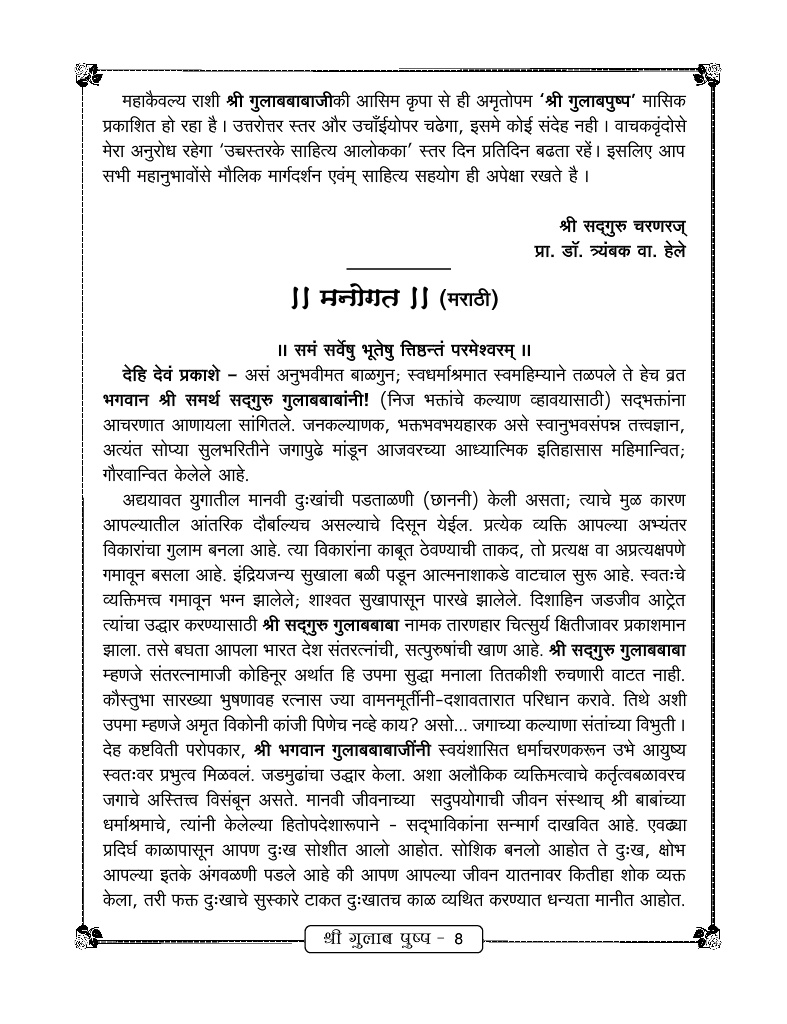 महाकैवल्य राशी श्री गुलाबबाबाजीकी आसिम कृपा से ही अमृतोपम ‘श्री गुलाबपुष्प’ मासिक
प्रकाशित हो रहा है । उत्तरोत्तर स्तर और उचाँईयोपर चढेगा, इसमे कोई संदेह नही । वाचकवृंदोसे
मेरा अनुरोध रहेगा ‘उच्चस्तरके साहित्य आलोकका’ स्तर दिन प्रतिदिन बढता रहें। इसलिए आप
सभी महानुभावोंसे मौलिक मार्गदर्शन एवंम् साहित्य सहयोग ही अपेक्षा रखते है ।
श्री सद्‌गुरु चरणरज्
प्रा. डॉ. त्र्यंबक वा. हेले
।। मनोगत ।। (मराठी)
॥ समं सर्वेषु भूतेषु त्तिष्ठन्तं परमेश्वरम् ॥
देहि देवं प्रकाशे – असं अनुभवीमत बाळगुन; स्वधर्माश्रमात स्वमहिम्याने तळपले ते हेच व्रत
भगवान श्री समर्थ सद्‌गुरु गुलाबबाबांनी! (निज भक्तांचे कल्याण व्हावयासाठी) सद्‌भक्तांना
आचरणात आणायला सांगितले. जनकल्याणक, भक्तभवभयहारक असे स्वानुभवसंपन्न तत्त्वज्ञान,
अत्यंत सोप्या सुलभरितीने जगापुढे मांडून आजवरच्या आध्यात्मिक इतिहासास महिमान्वित;
गौरवान्वित केलेले आहे.
अद्ययावत युगातील मानवी दुःखांची पडताळणी (छाननी) केली असता; त्याचे मुळ कारण
आपल्यातील आंतरिक दौर्बाल्यच असल्याचे दिसून येईल. प्रत्येक व्यक्ति आपल्या अभ्यंतर
विकारांचा गुलाम बनला आहे. त्या विकारांना काबूत ठेवण्याची ताकद, तो प्रत्यक्ष वा अप्रत्यक्षपणे
गमावून बसला आहे. इंद्रियजन्य सुखाला बळी पडून आत्मनाशाकडे वाटचाल सुरू आहे. स्वतःचे
व्यक्तिमत्त्व गमावून भग्न झालेले; शाश्वत सुखापासून पारखे झालेले. दिशाहिन जडजीव आट्रेत
त्यांचा उद्धार करण्यासाठी श्री सद्‌गुरु गुलाबबाबा नामक तारणहार चित्सुर्य क्षितीजावर प्रकाशमान
झाला. तसे बघता आपला भारत देश संतरत्नांची, सत्पुरुषांची खाण आहे. श्री सद्‌गुरु गुलाबबाबा
म्हणजे संतरत्नामाजी कोहिनूर अर्थात हि उपमा सुद्धा मनाला तितकीशी रुचणारी वाटत नाही.
कौस्तुभा सारख्या भुषणावह रत्नास ज्या वामनमूर्तीनी-दशावतारात परिधान करावे. तिथे अशी
उपमा म्हणजे अमृत विकोनी कांजी पिणेच नव्हे काय? असो... जगाच्या कल्याणा संतांच्या विभुती ।
देह कष्टविती परोपकार, श्री भगवान गुलाबबाबाजींनी स्वयंशासित धर्माचरणकरून उभे आयुष्य
स्वतःवर प्रभुत्व मिळवलं. जडमुढांचा उद्धार केला. अशा अलौकिक व्यक्तिमत्वाचे कर्तृत्वबळावरच
जगाचे अस्तित्त्व विसंबून असते. मानवी जीवनाच्या सदुपयोगाची जीवन संस्थाच् श्री बाबांच्या
धर्माश्रमाचे, त्यांनी केलेल्या हितोपदेशारूपाने - सद्‌भाविकांना सन्मार्ग दाखवित आहे. एवढ्या
प्रदिर्घ काळापासून आपण दुःख सोशीत आलो आहोत. सोशिक बनलो आहोत ते दुःख, क्षोभ
आपल्या इतके अंगवळणी पडले आहे की आपण आपल्या जीवन यातनावर कितीहा शोक व्यक्त
केला, तरी फक्त दुःखाचे सुस्कारे टाकत दुःखातच काळ व्यथित करण्यात धन्यता मानीत आहोत.
श्री गुलाब पुष्प - 8